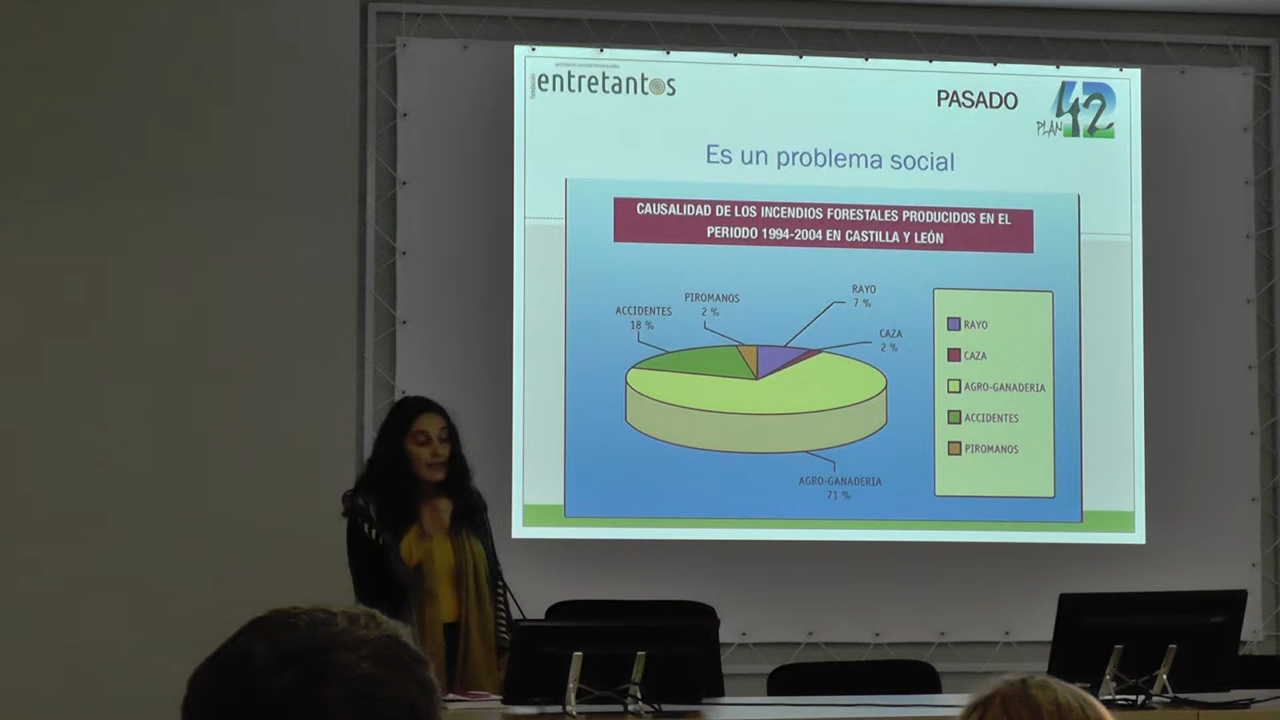 entretantos
PASADO
PLAN 42
Es un problema social
CAUSALIDAD DE LOS INCENDIOS FORESTALES PRODUCIDOS EN EL
PERIODO 1994-2004 EN CASTILLA Y LEÓN
RAYO
7 %
PIROMANOS
2 %
ACCIDENTES
18 %
CAZA
2 %
AGRO-GANADERIA
71 %
RAYO
CAZA
AGRO-GANADERIA
ACCIDENTES
PIROMANOS